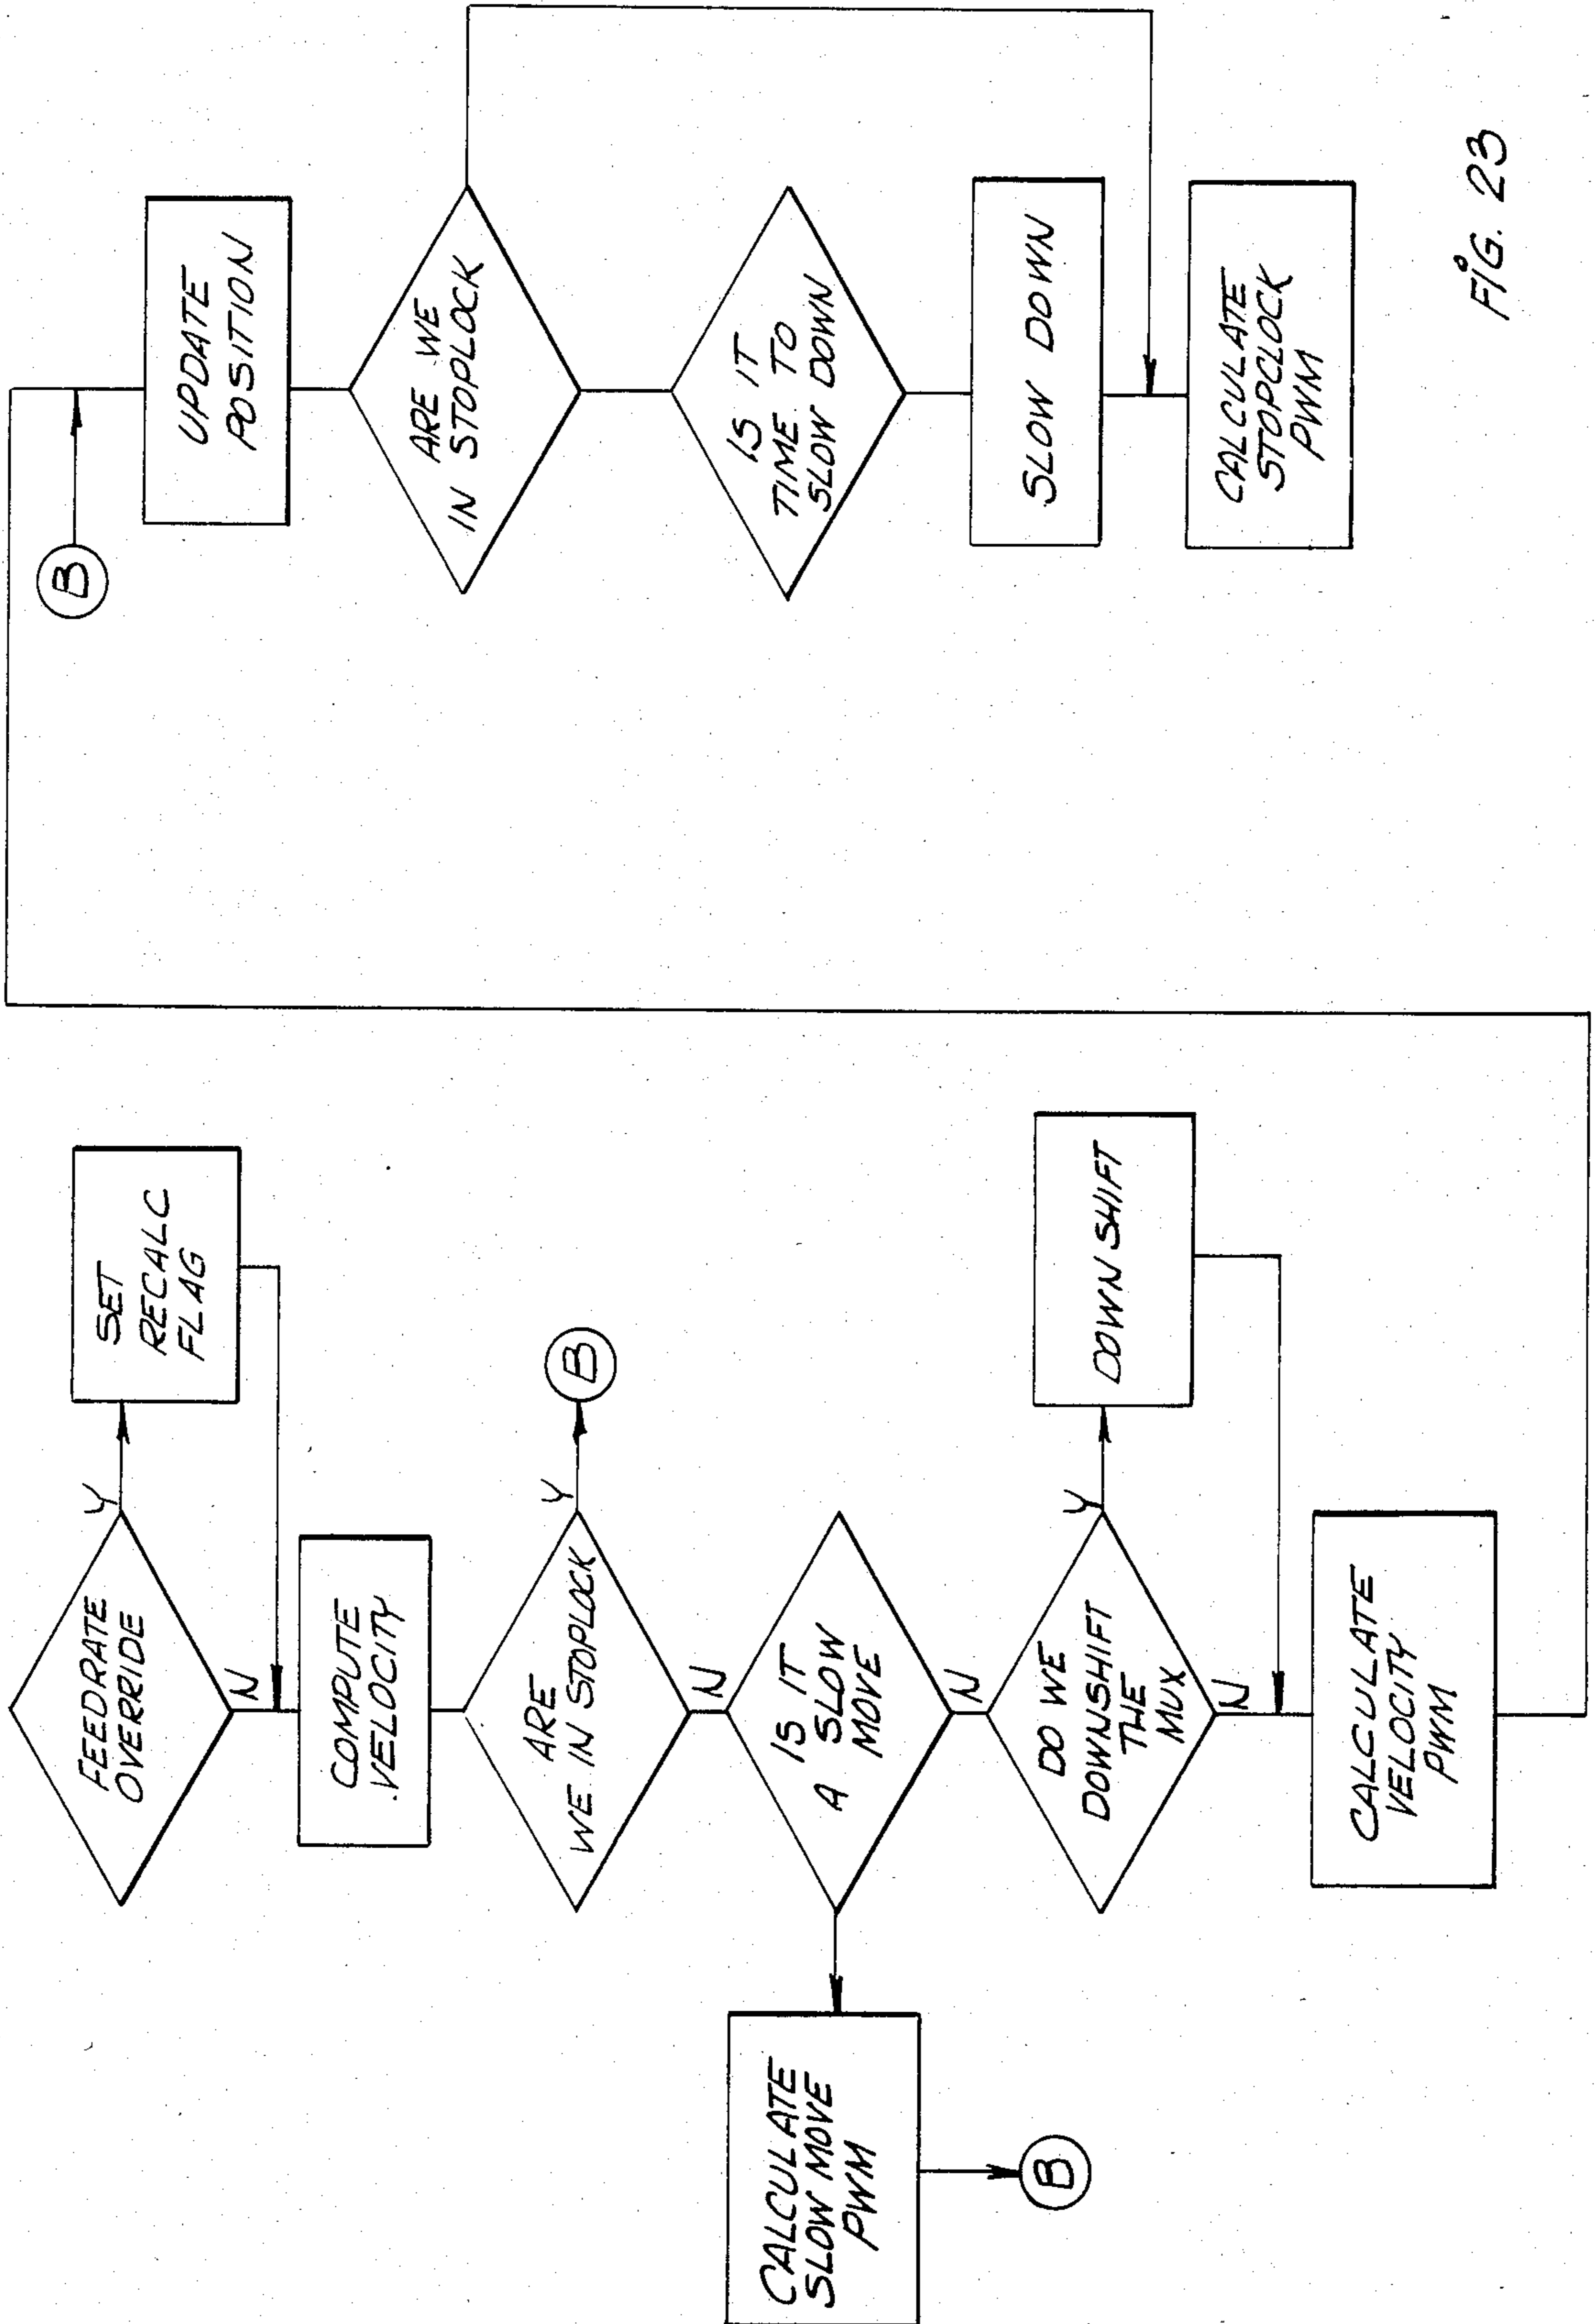 FEEDRATE
OVERRIDE
Y
SET
RECALC
FLAG
N
COMPUTE
VELOCITY
ARE
WE IN STOPLOCK
Y
B
N
IS IT
A SLOW
MOVE
CALCULATE
SLOW MOVE
PWM
B
N
DO WE
DOWNSHIFT
THE
MUX
Y
DOWNSHIFT
N
CALCULATE
VELOCITY
PWM
B
UPDATE
POSITION
ARE WE
IN STOPLOCK
IS IT
TIME TO
SLOW DOWN
SLOW DOWN
CALCULATE
STOPCLOCK
PWM
FIG. 23